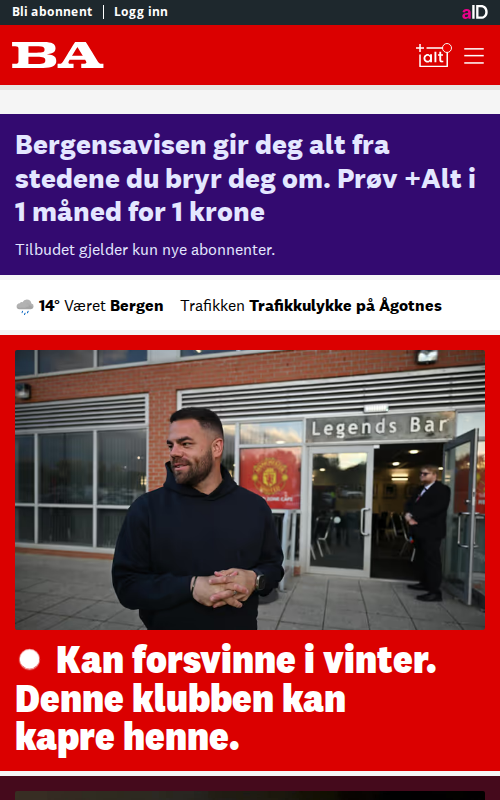 Bli abonnent
Logg inn
aID
BA
+alt
Bergensavisen gir deg alt fra
stedene du bryr deg om. Prøv +Alt i
1 måned for 1 krone
Tilbudet gjelder kun nye abonnenter.
14° Været Bergen Trafikken Trafikkulykke på Ågotnes
Legends Bar
Kan forsvinne i vinter.
Denne klubben kan
kapre henne.